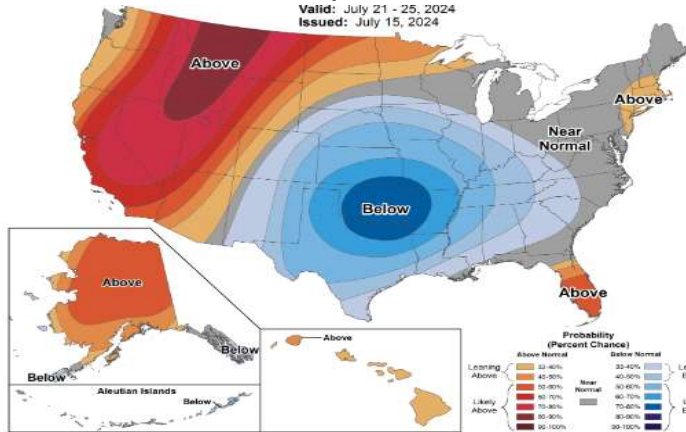 Valid: July 21 - 25, 2024
Issued: July 15, 2024
Above
Above
Near
Normal
Below
Above
Above
Below
Below
Aleutian Islands
Below
Above
Probability
(Percent Chance)
Above Normal
Below Normal
Leaning
Above
33-40%
33-40%
40-50%
40-50%
Likely
Above
50-60%
50-60%
60-70%
60-70%
70-80%
70-80%
80-90%
80-90%
90-100%
90-100%
Near
Normal